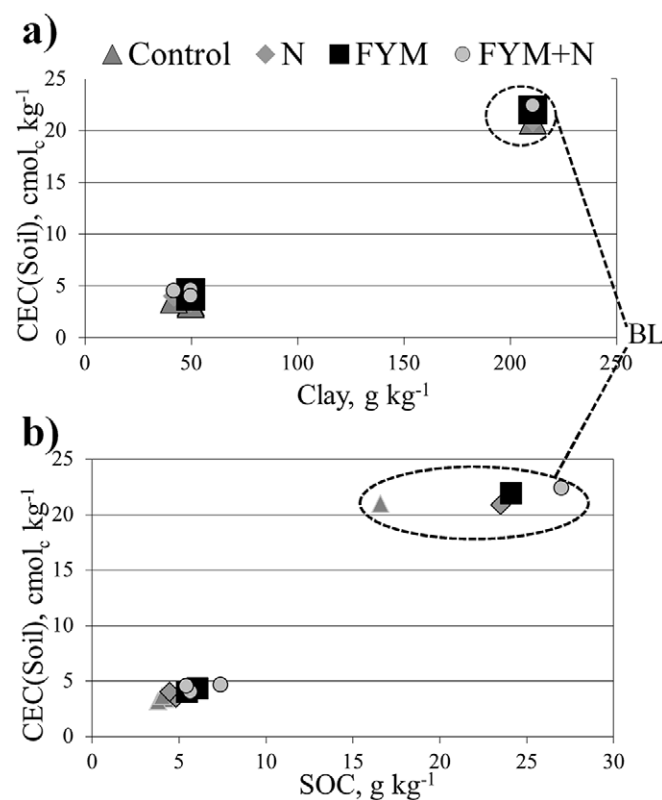 a)
Control N FYM FYM+N
CEC(Soil), cmolc kg-1
25
20
15
10
5
0
0 50 100 150 200 250
Clay, g kg-1
BL
b)
CEC(Soil), cmolc kg-1
25
20
15
10
5
0
0 5 10 15 20 25 30
SOC, g kg-1